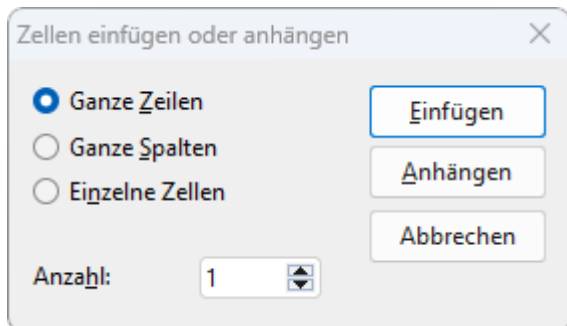 Zellen einfügen oder anhängen
Ganze Zeilen
Ganze Spalten
Einzelne Zellen
Einfügen
Anhängen
Abbrechen
Anzahl:
1